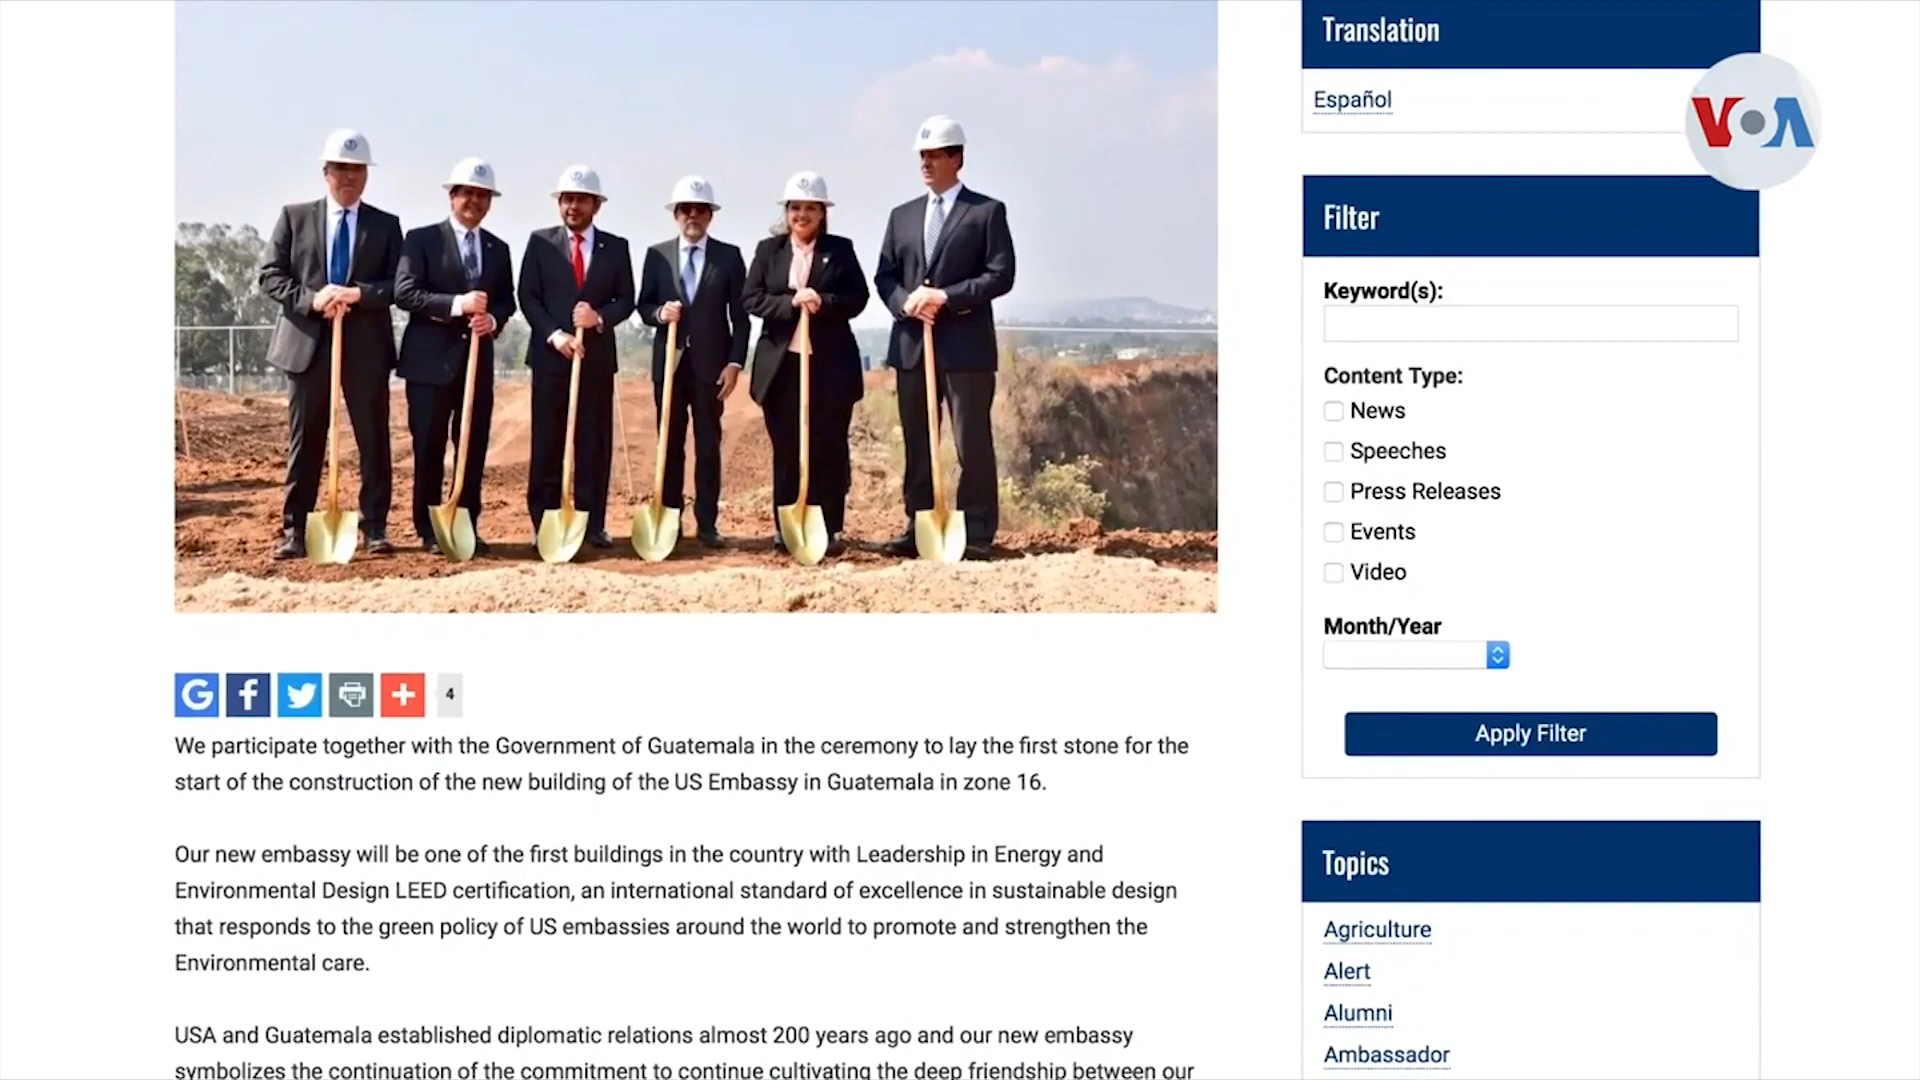 Translation
Español
VOA
Filter
Keyword(s):
Content Type:
News
Speeches
Press Releases
Events
Video
Month/Year
Apply Filter
4
We participate together with the Government of Guatemala in the ceremony to lay the first stone for the
start of the construction of the new building of the US Embassy in Guatemala in zone 16.
Our new embassy will be one of the first buildings in the country with Leadership in Energy and
Environmental Design LEED certification, an international standard of excellence in sustainable design
that responds to the green policy of US embassies around the world to promote and strengthen the
Environmental care.
USA and Guatemala established diplomatic relations almost 200 years ago and our new embassy
symbolizes the continuation of the commitment to continue cultivating the deep friendship between our
Topics
Agriculture
Alert
Alumni
Ambassador